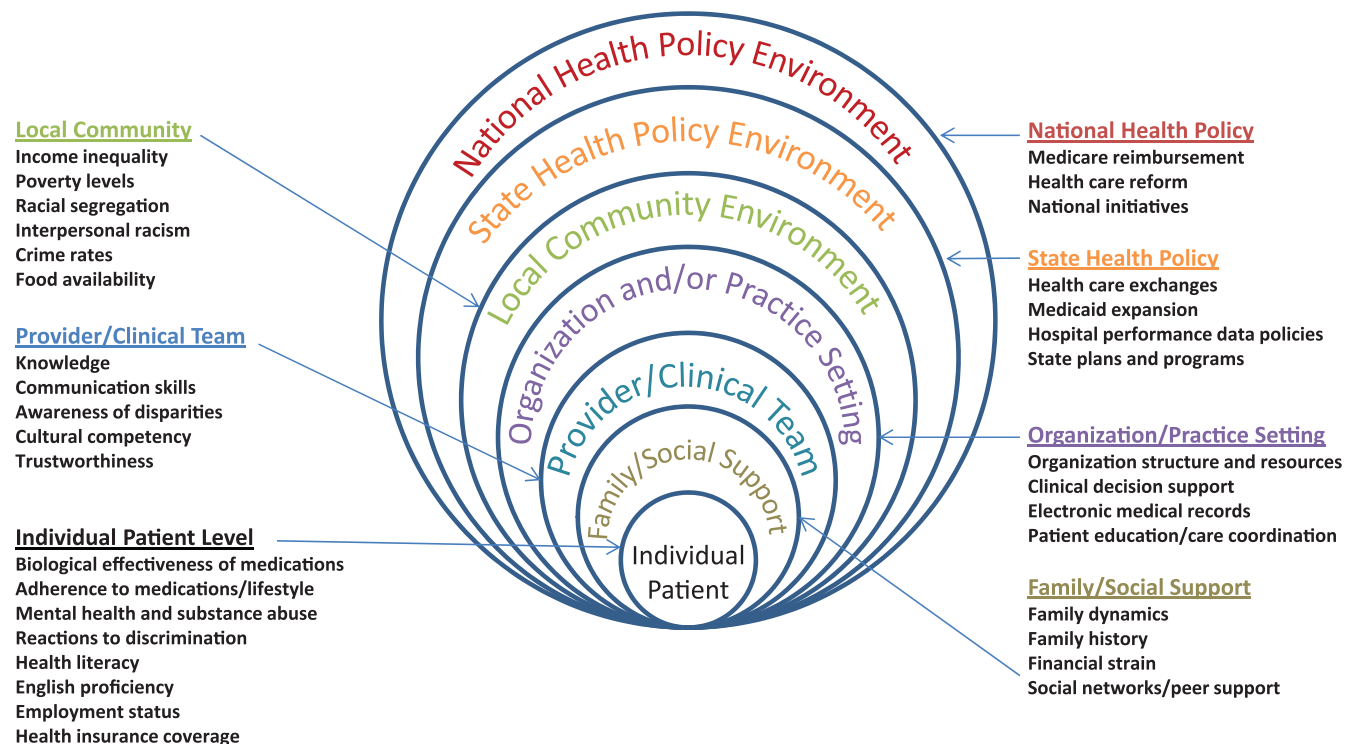 National Health Policy Environment
State Health Policy Environment
Local Community Environment
Organization and/or Practice Setting
Provider/Clinical Team
Family/Social Support
Individual
Patient
Local Community
Income inequality
Poverty levels
Racial segregation
Interpersonal racism
Crime rates
Food availability
Provider/Clinical Team
Knowledge
Communication skills
Awareness of disparities
Cultural competency
Trustworthiness
Individual Patient Level
Biological effectiveness of medications
Adherence to medications/lifestyle
Mental health and substance abuse
Reactions to discrimination
Health literacy
English proficiency
Employment status
Health insurance coverage
National Health Policy
Medicare reimbursement
Health care reform
National initiatives
State Health Policy
Health care exchanges
Medicaid expansion
Hospital performance data policies
State plans and programs
Organization/Practice Setting
Organization structure and resources
Clinical decision support
Electronic medical records
Patient education/care coordination
Family/Social Support
Family dynamics
Family history
Financial strain
Social networks/peer support